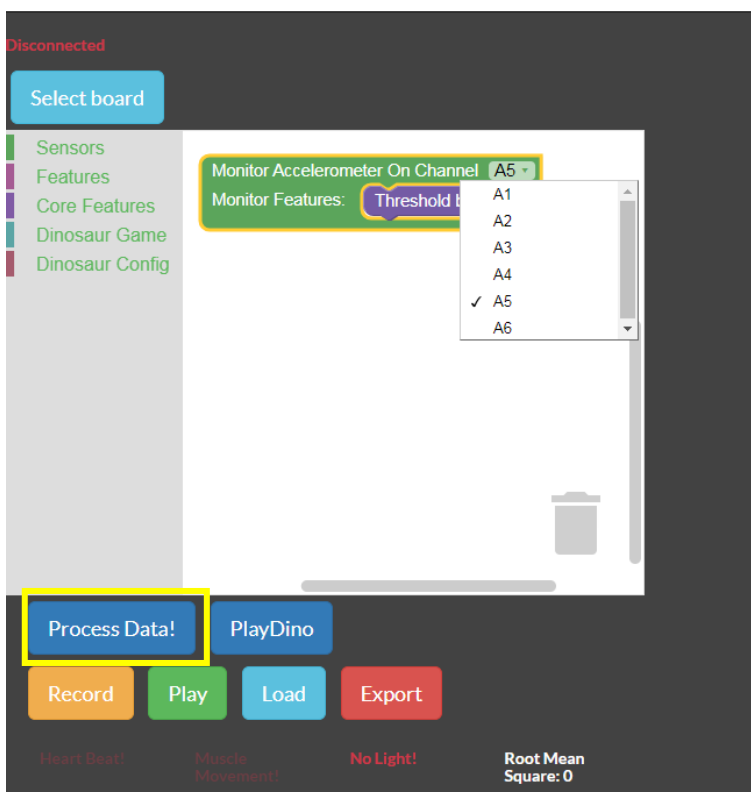 Disconnected
Select board
Sensors
Features
Core Features
Dinosaur Game
Dinosaur Config
Monitor Accelerometer On Channel A5
Monitor Features: Threshold
A1
A2
A3
A4
✓ A5
A6
Process Data! PlayDino
Record Play Load Export
Heart Beat! Muscle No Light! Root Mean
Movement! Square: 0